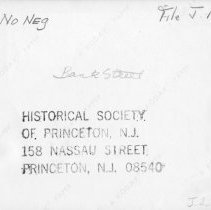 No Neg File J.
Bank Street
HISTORICAL SOCIETY
OF PRINCETON, N.J.
158 NASSAU STREET
PRINCETON, N.J. 08540